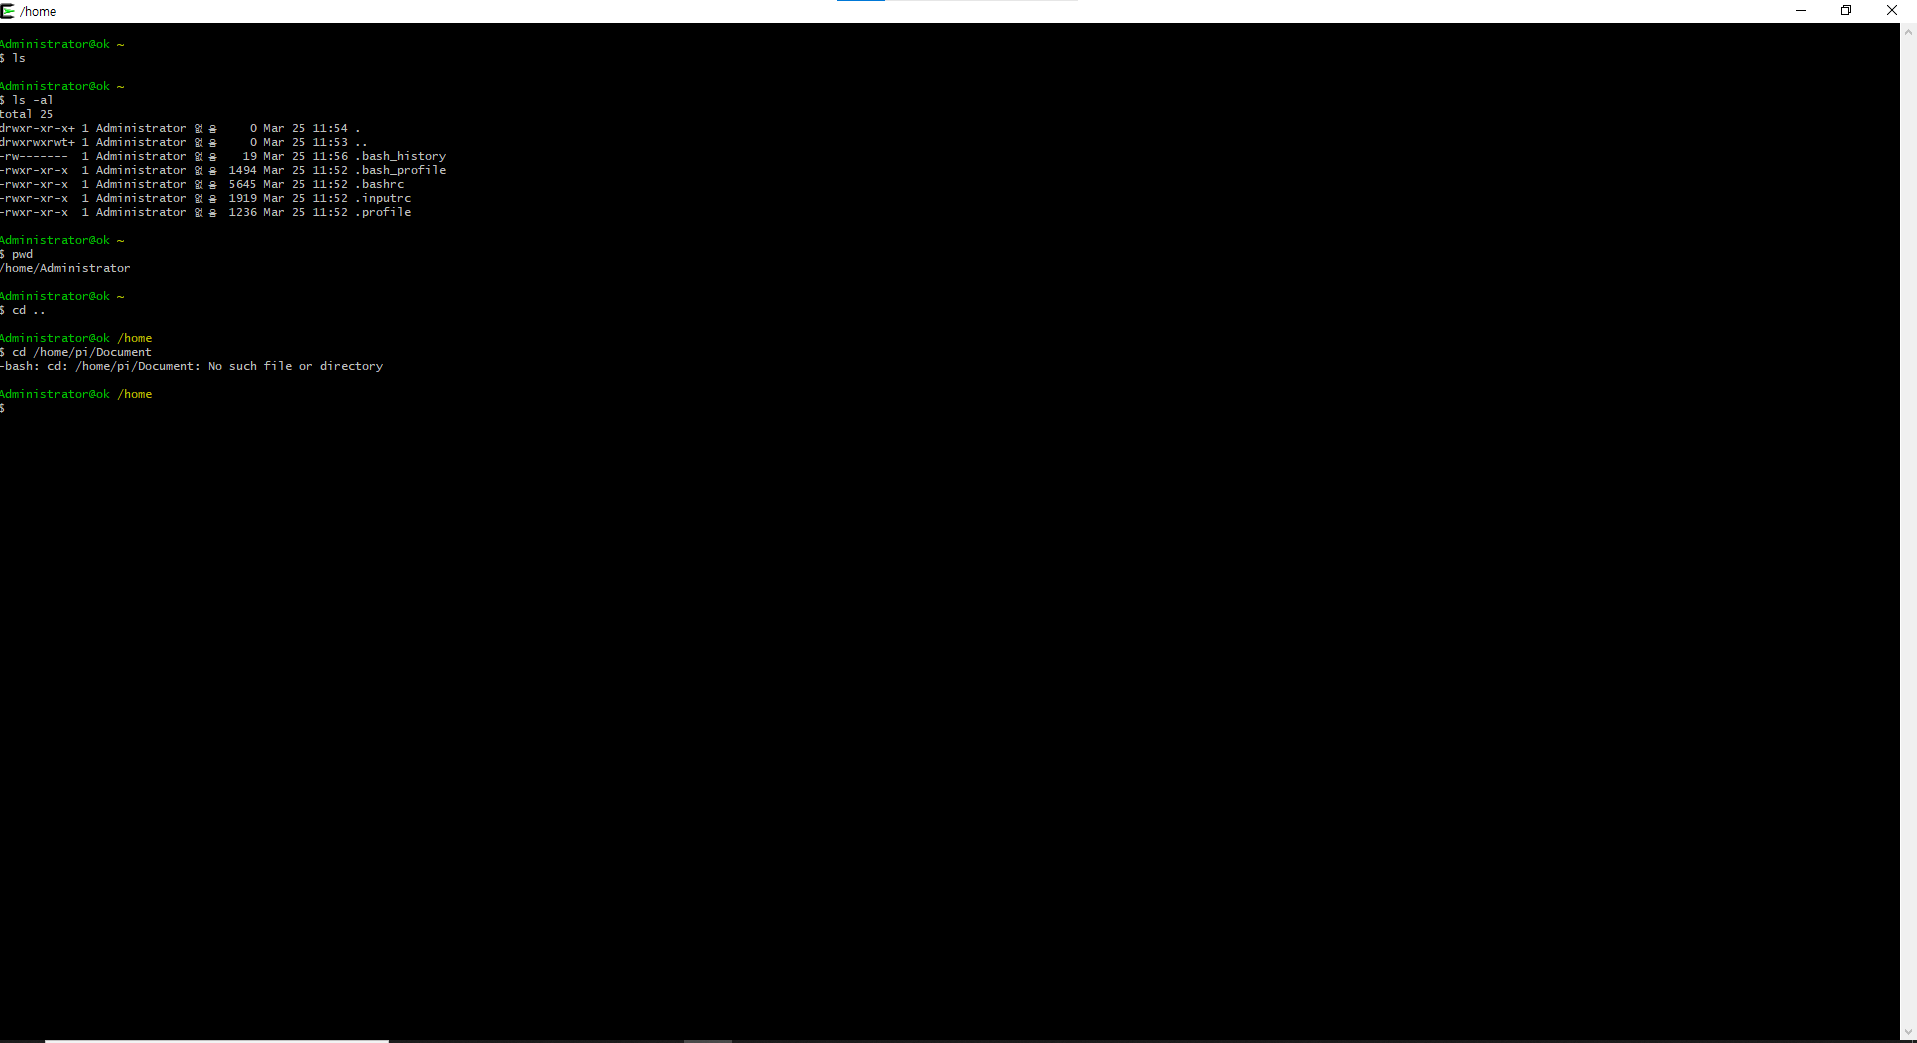 /home
Administrator@ok ~
$ ls
Administrator@ok ~
$ ls -al
total 25
drwxr-xr-x+ 1 Administrator 없음    0 Mar 25 11:54 .
drwxrwxrwt+ 1 Administrator 없음    0 Mar 25 11:53 ..
-rw-------  1 Administrator 없음   19 Mar 25 11:56 .bash_history
-rwxr-xr-x  1 Administrator 없음 1494 Mar 25 11:52 .bash_profile
-rwxr-xr-x  1 Administrator 없음 5645 Mar 25 11:52 .bashrc
-rwxr-xr-x  1 Administrator 없음 1919 Mar 25 11:52 .inputrc
-rwxr-xr-x  1 Administrator 없음 1236 Mar 25 11:52 .profile
Administrator@ok ~
$ pwd
/home/Administrator
Administrator@ok ~
$ cd ..
Administrator@ok /home
$ cd /home/pi/Document
-bash: cd: /home/pi/Document: No such file or directory
Administrator@ok /home
$